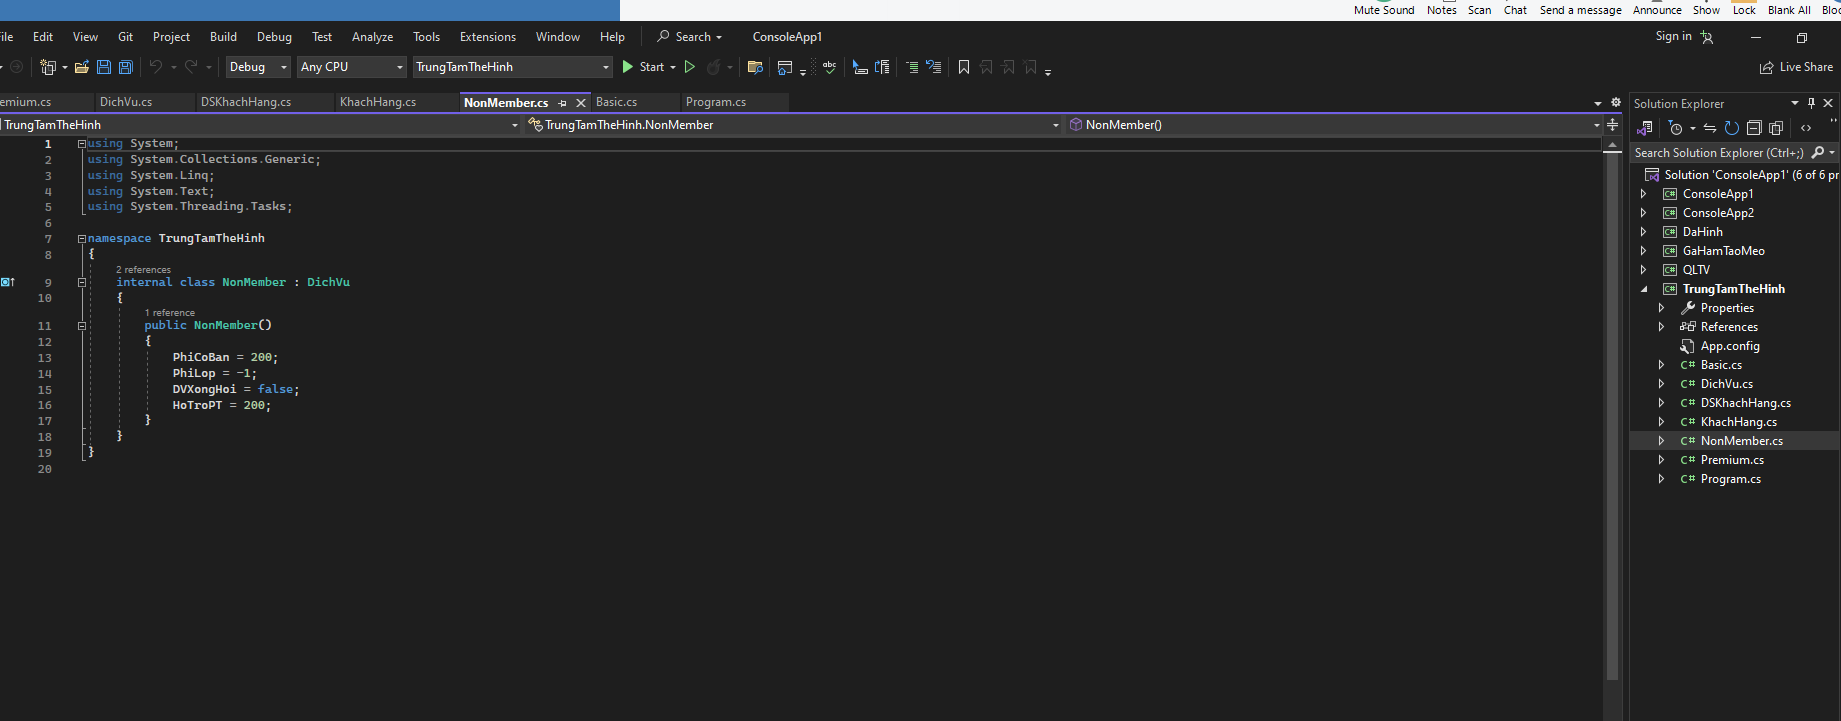 Mute Sound Notes Scan Chat Send a message Announce Show Lock Blank All
Edit View Git Project Build Debug Test Analyze Tools Extensions Window Help Search ConsoleApp1 Sign in
Debug Any CPU TrungTamTheHinh Start Live Share
emium.cs DichVu.cs DSKhachHang.cs KhachHang.cs NonMember.cs Basic.cs Program.cs
TrungTamTheHinh TrungTamTheHinh.NonMember NonMember()
1 using System;
2 using System.Collections.Generic;
3 using System.Linq;
4 using System.Text;
5 using System.Threading.Tasks;
6
7 namespace TrungTamTheHinh
8 {
2 references
9 internal class NonMember : DichVu
10 {
1 reference
11 public NonMember()
12 {
13 PhiCoBan = 200;
14 PhiLop = -1;
15 DVXongHoi = false;
16 HoTroPT = 200;
17 }
18 }
19 }
20
Solution Explorer
Search Solution Explorer (Ctrl+;)
Solution 'ConsoleApp1' (6 of 6 pr
C# ConsoleApp1
C# ConsoleApp2
C# DaHinh
C# GaHamTaoMeo
C# QLTV
C# TrungTamTheHinh
Properties
References
App.config
C# Basic.cs
C# DichVu.cs
C# DSKhachHang.cs
C# KhachHang.cs
C# NonMember.cs
C# Premium.cs
C# Program.cs